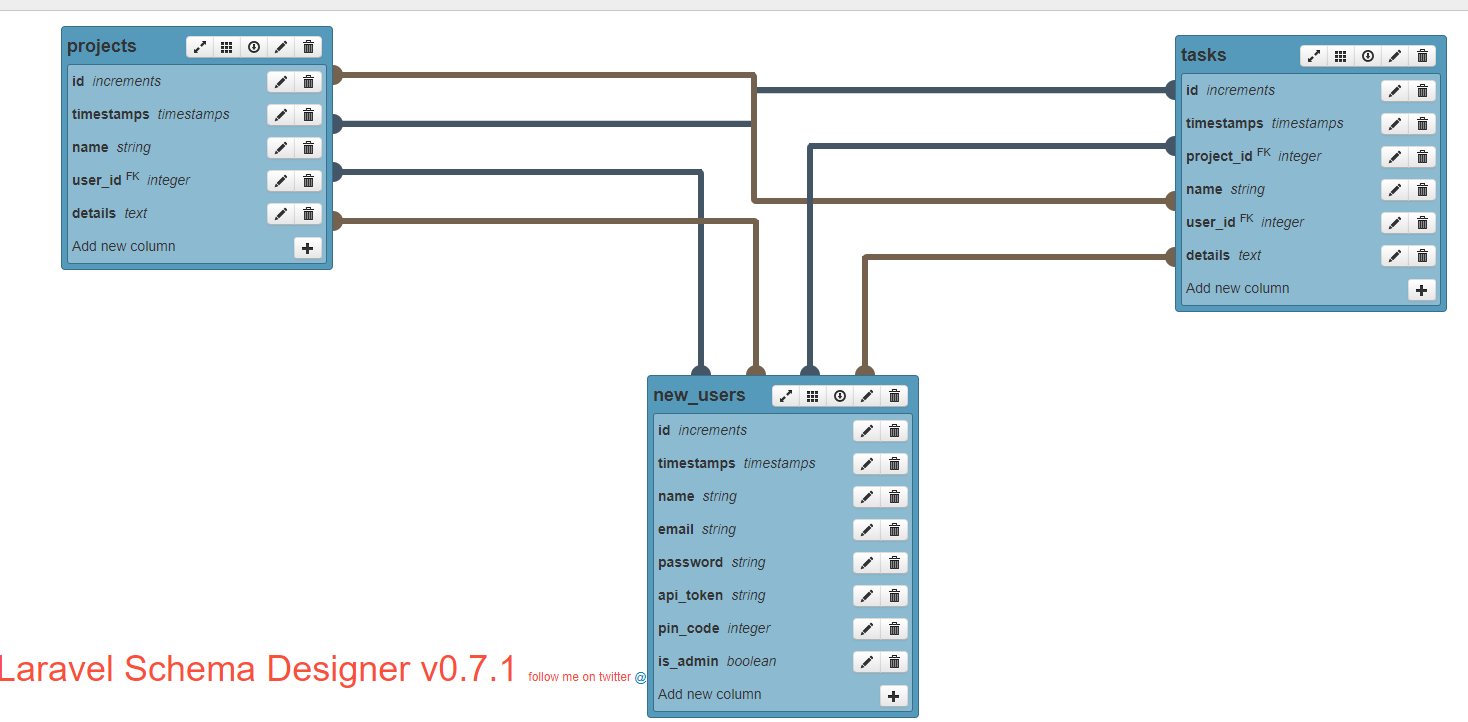 projects
id increments
timestamps timestamps
name string
user_id FK integer
details text
Add new column
tasks
id increments
timestamps timestamps
project_id FK integer
name string
user_id FK integer
details text
Add new column
new_users
id increments
timestamps timestamps
name string
email string
password string
api_token string
pin_code integer
is_admin boolean
Add new column
Laravel Schema Designer v0.7.1 follow me on twitter @